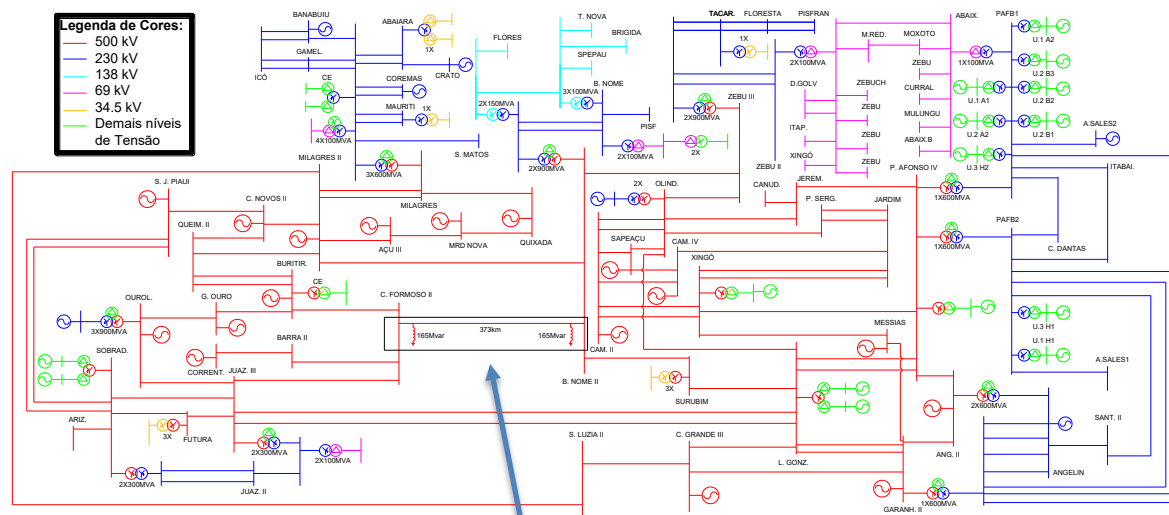 Legenda de Cores:
500 kV
230 kV
138 kV
69 kV
34.5 kV
Demais níveis
de Tensão
BANABUIU
GAMEL.
ICÓ
ABAIARA
1X
CRATO
CE
COREMAS
MAURITI
1X
4X100MVA
S. MATOS
MILAGRES II
3X600MVA
FLORES
T. NOVA
BRIGIDA
SPEPAU
2X150MVA
3X100MVA
B. NOME
PISF
2X100MVA
2X
2X900MVA
TACAR.
FLORESTA
PISFRAN
1X
2X100MVA
ZEBU III
2X900MVA
ZEBU II
ABAIX.
M.RED.
MOXOTO
D.GOLV
ZEBUCH
ZEBU
ZEBU
CURRAL
ITAP.
ZEBU
MULUNGU
XINGÓ
ZEBU
ABAIX.B
1X100MVA
PAFB1
U.1 A2
U.2 B3
U.1 A1
U.2 B2
U.2 A2
U.2 B1
U.3 H2
A.SALES2
ITABAI.
S. J. PIAUI
C. NOVOS II
QUEIM. II
MILAGRES
AÇU III
MRD NOVA
QUIXADA
2X
OLIND.
CANUD.
JEREM.
P. SERG.
JARDIM
P. AFONSO IV
1X600MVA
1X600MVA
PAFB2
C. DANTAS
SAPEAÇU
CAM. IV
XINGÓ
BURITIR.
CE
OUROL.
G. OURO
C. FORMOSO II
3X900MVA
373km
165Mvar
165Mvar
CAM. II
MESSIAS
U.3 H1
U.1 H1
A.SALES1
SOBRAD.
BARRA II
CORRENT.
JUAZ. III
B. NOME II
3X
SURUBIM
2X600MVA
SANT. II
ARIZ.
3X
FUTURA
2X300MVA
2X100MVA
2X300MVA
JUAZ. II
S. LUZIA II
C. GRANDE III
L. GONZ.
ANG. II
ANGELIN
1X600MVA
GARANH. II